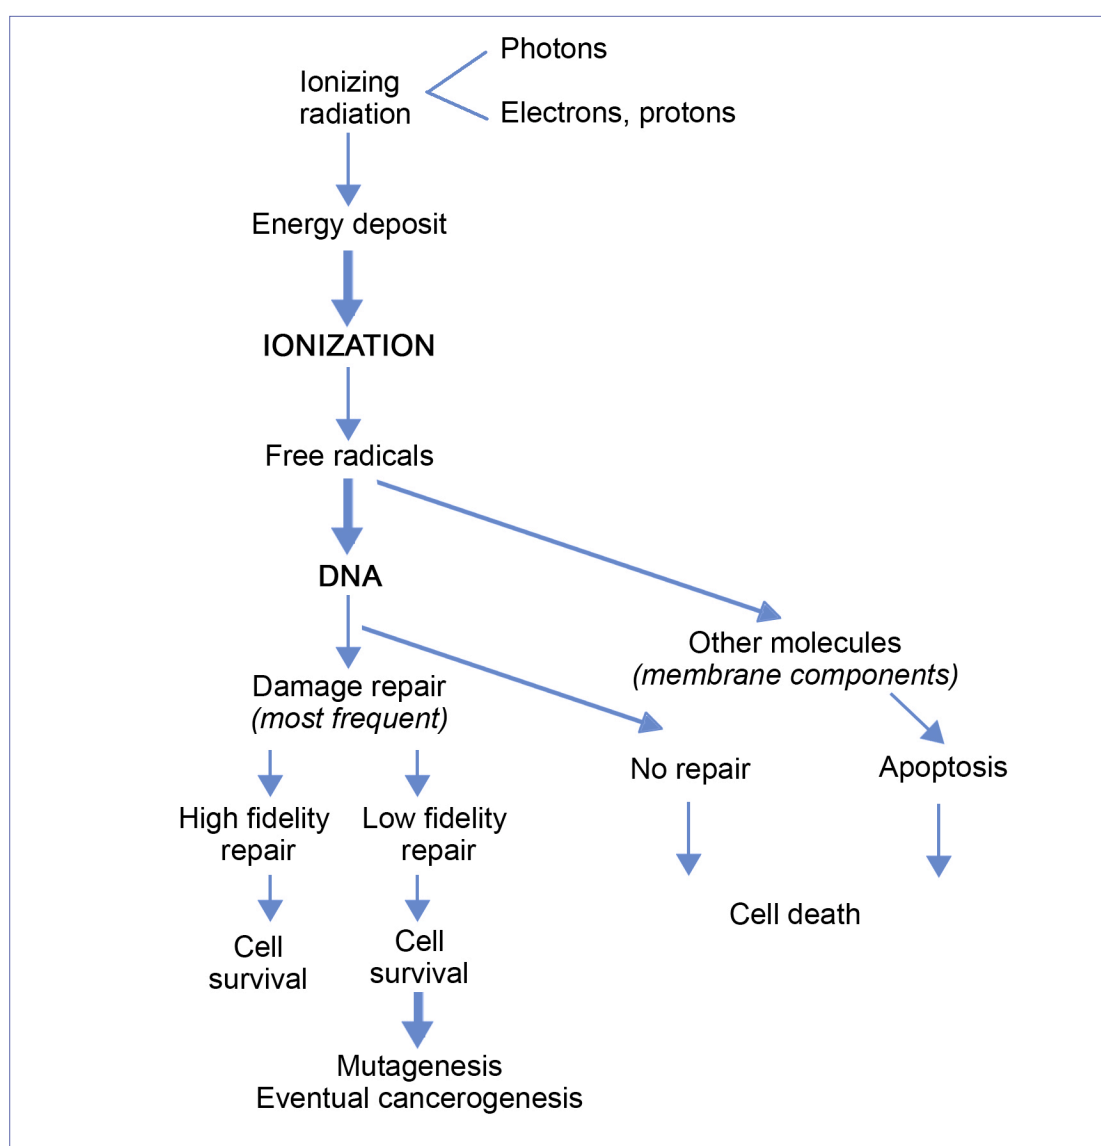 Photons
Ionizing
radiation
Electrons, protons
Energy deposit
IONIZATION
Free radicals
DNA
Other molecules
(membrane components)
Damage repair
(most frequent)
No repair
Apoptosis
High fidelity
repair
Low fidelity
repair
Cell death
Cell
survival
Cell
survival
Mutagenesis
Eventual cancerogenesis